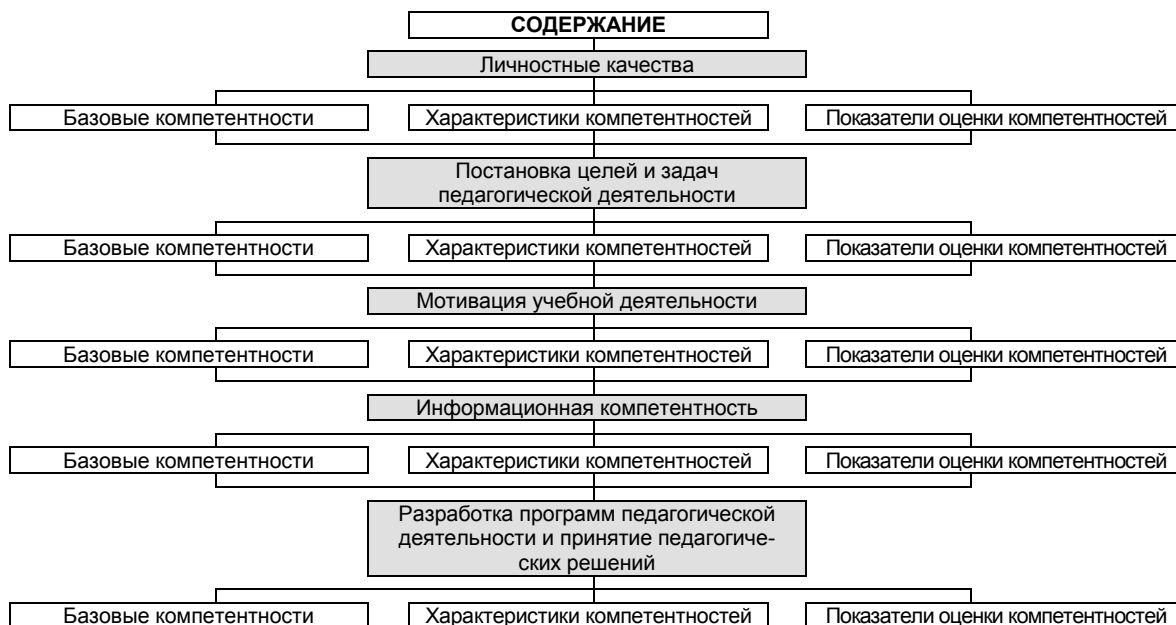 СОДЕРЖАНИЕ
Личностные качества
Базовые компетентности Характеристики компетентностей Показатели оценки компетентностей
Постановка целей и задач
педагогической деятельности
Базовые компетентности Характеристики компетентностей Показатели оценки компетентностей
Мотивация учебной деятельности
Базовые компетентности Характеристики компетентностей Показатели оценки компетентностей
Информационная компетентность
Базовые компетентности Характеристики компетентностей Показатели оценки компетентностей
Разработка программ педагогической
деятельности и принятие педагогиче-
ских решений
Базовые компетентности Характеристики компетентностей Показатели оценки компетентностей